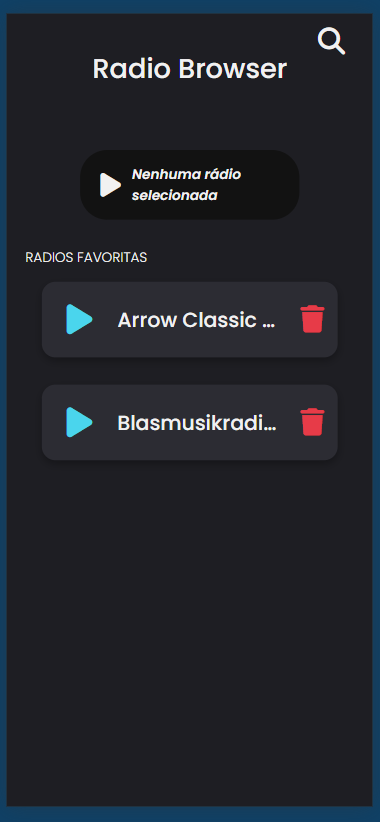 Radio Browser
Nenhuma rádio
selecionada
RADIOS FAVORITAS
Arrow Classic ...
Blasmusikradi...